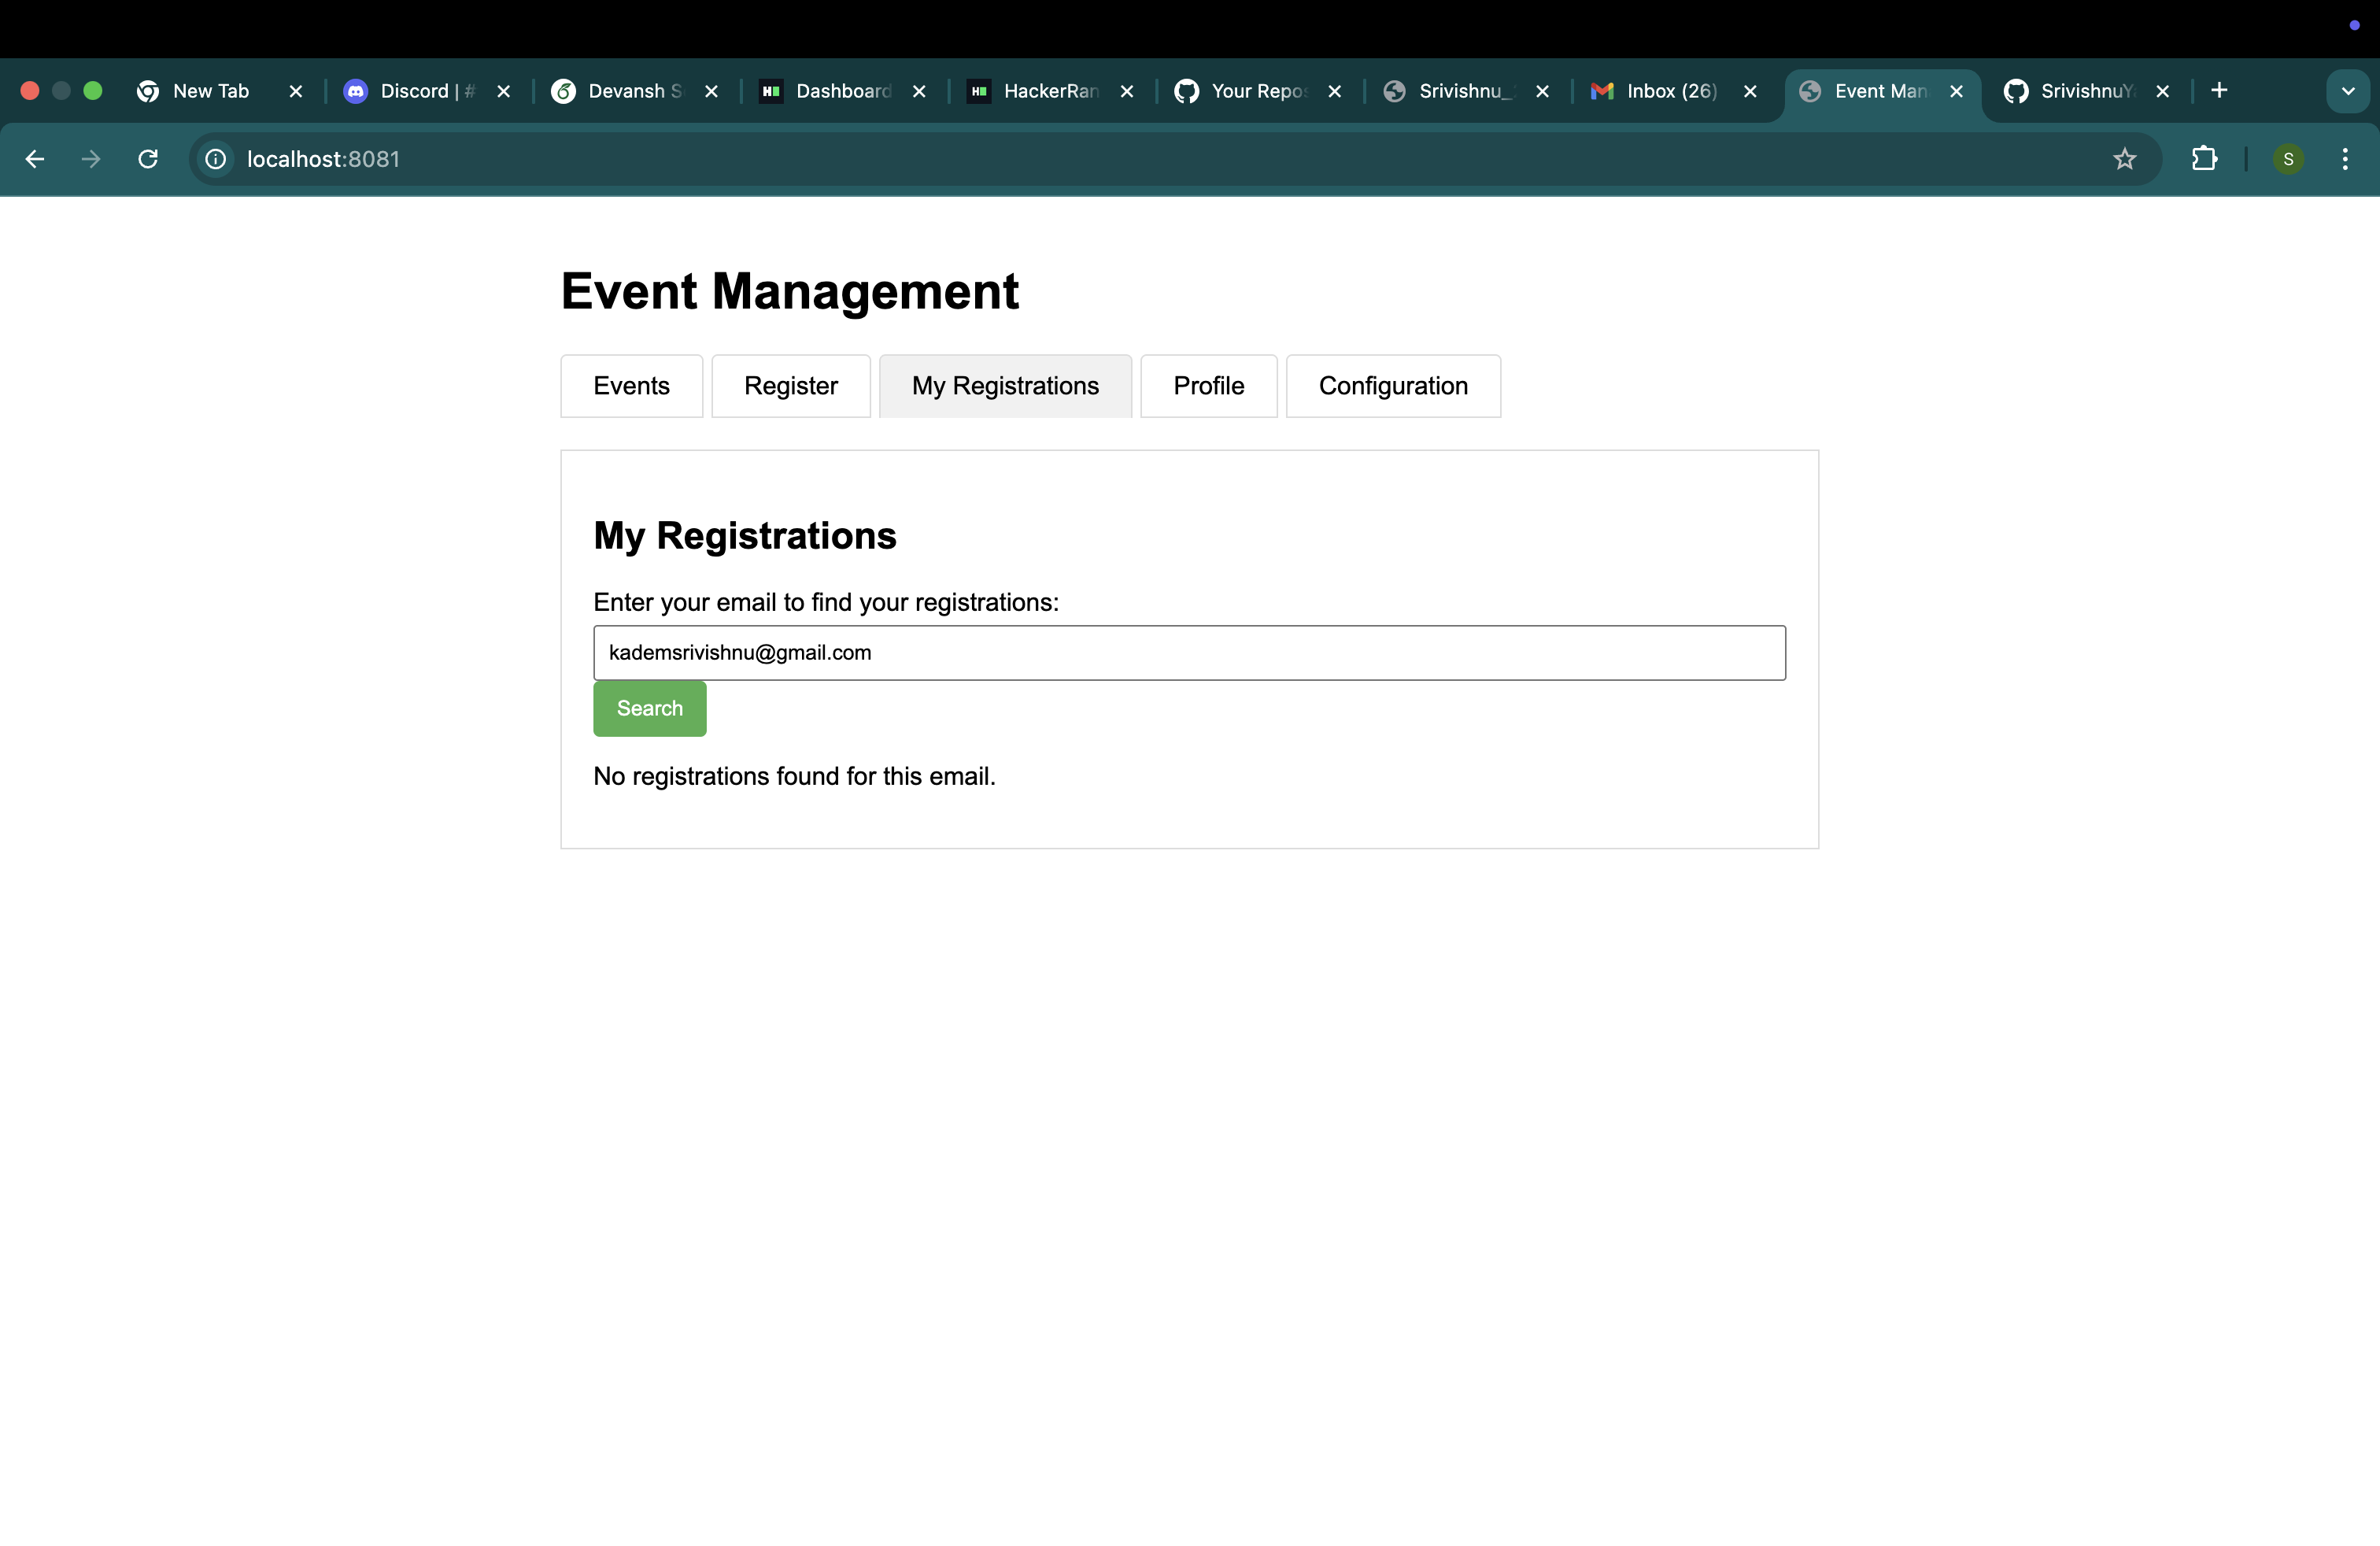 New Tab
Discord | #
Devansh S
Dashboard
HackerRan
Your Repos
Srivishnu_
Inbox (26)
Event Man
SrivishnuY
localhost:8081
S
Event Management
Events
Register
My Registrations
Profile
Configuration
My Registrations
Enter your email to find your registrations:
kademsrivishnu@gmail.com
Search
No registrations found for this email.